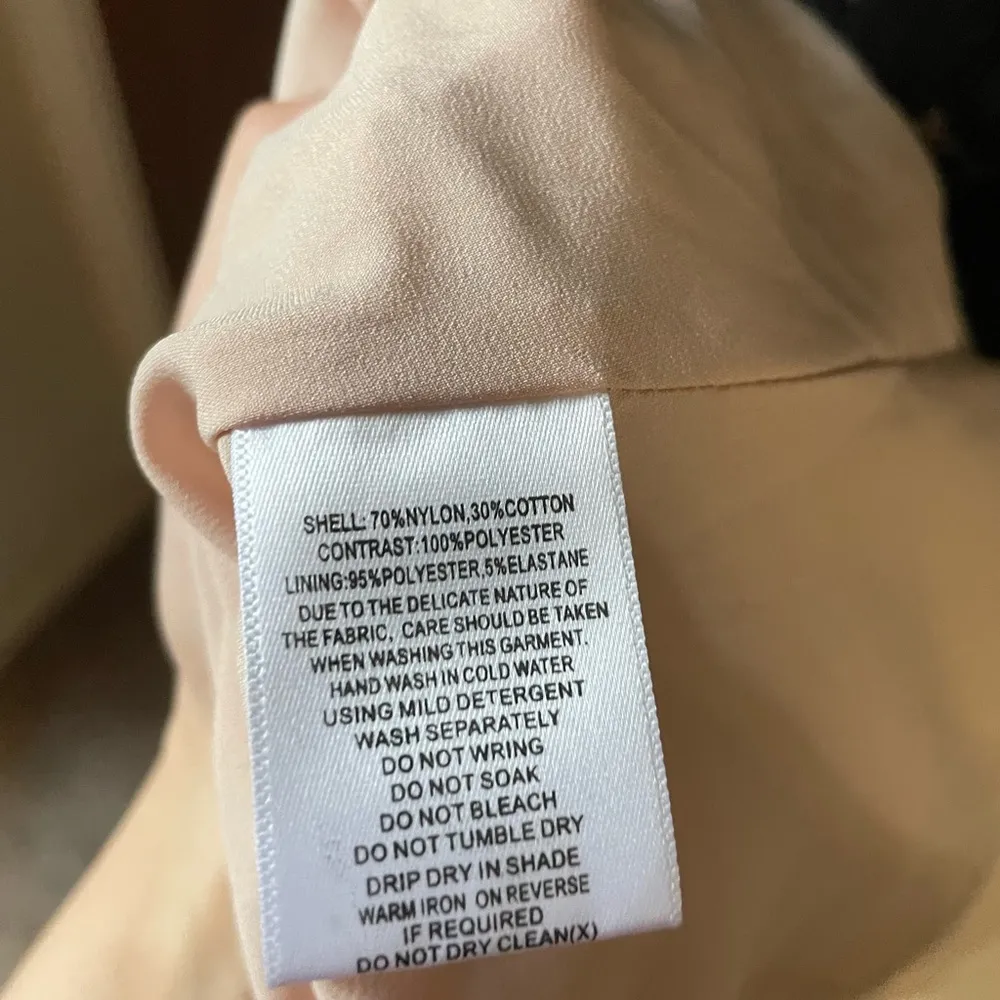 SHELL: 70%NYLON,30%COTTON
CONTRAST:100%POLYESTER
LINING:95%POLYESTER,5%ELASTANE
DUE TO THE DELICATE NATURE OF
THE FABRIC, CARE SHOULD BE TAKEN
WHEN WASHING THIS GARMENT.
HAND WASH IN COLD WATER
USING MILD DETERGENT
WASH SEPARATELY
DO NOT WRING
DO NOT SOAK
DO NOT BLEACH
DO NOT TUMBLE DRY
DRIP DRY IN SHADE
WARM IRON ON REVERSE
IF REQUIRED
DO NOT DRY CLEAN(X)